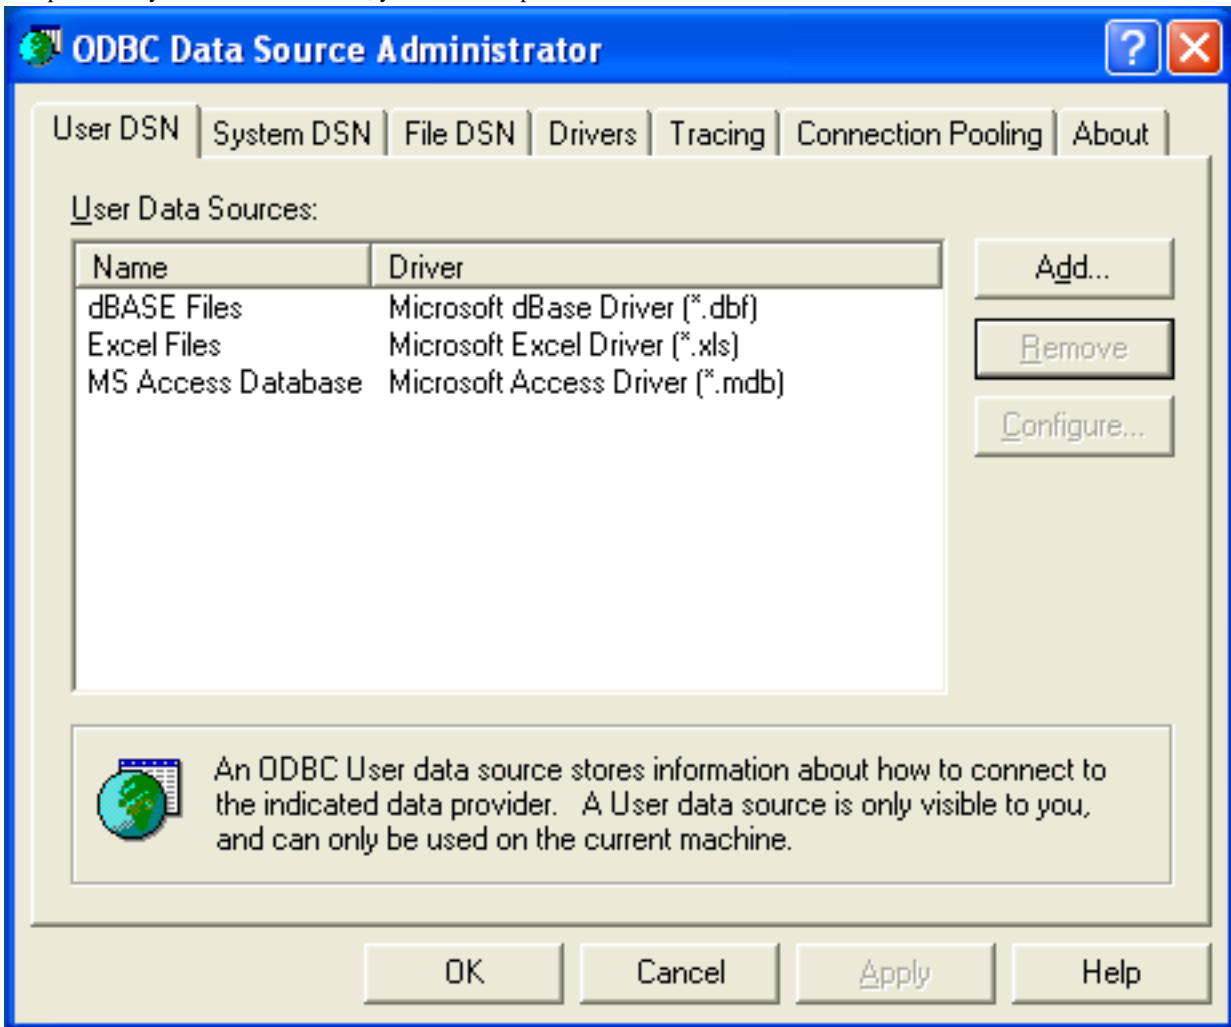 ODBC Data Source Administrator
User DSN System DSN File DSN Drivers Tracing Connection Pooling About
User Data Sources:
Name Driver
dBASE Files Microsoft dBase Driver (*.dbf)
Excel Files Microsoft Excel Driver (*.xls)
MS Access Database Microsoft Access Driver (*.mdb)
Add...
Remove
Configure...
An ODBC User data source stores information about how to connect to
the indicated data provider. A User data source is only visible to you,
and can only be used on the current machine.
OK Cancel Apply Help